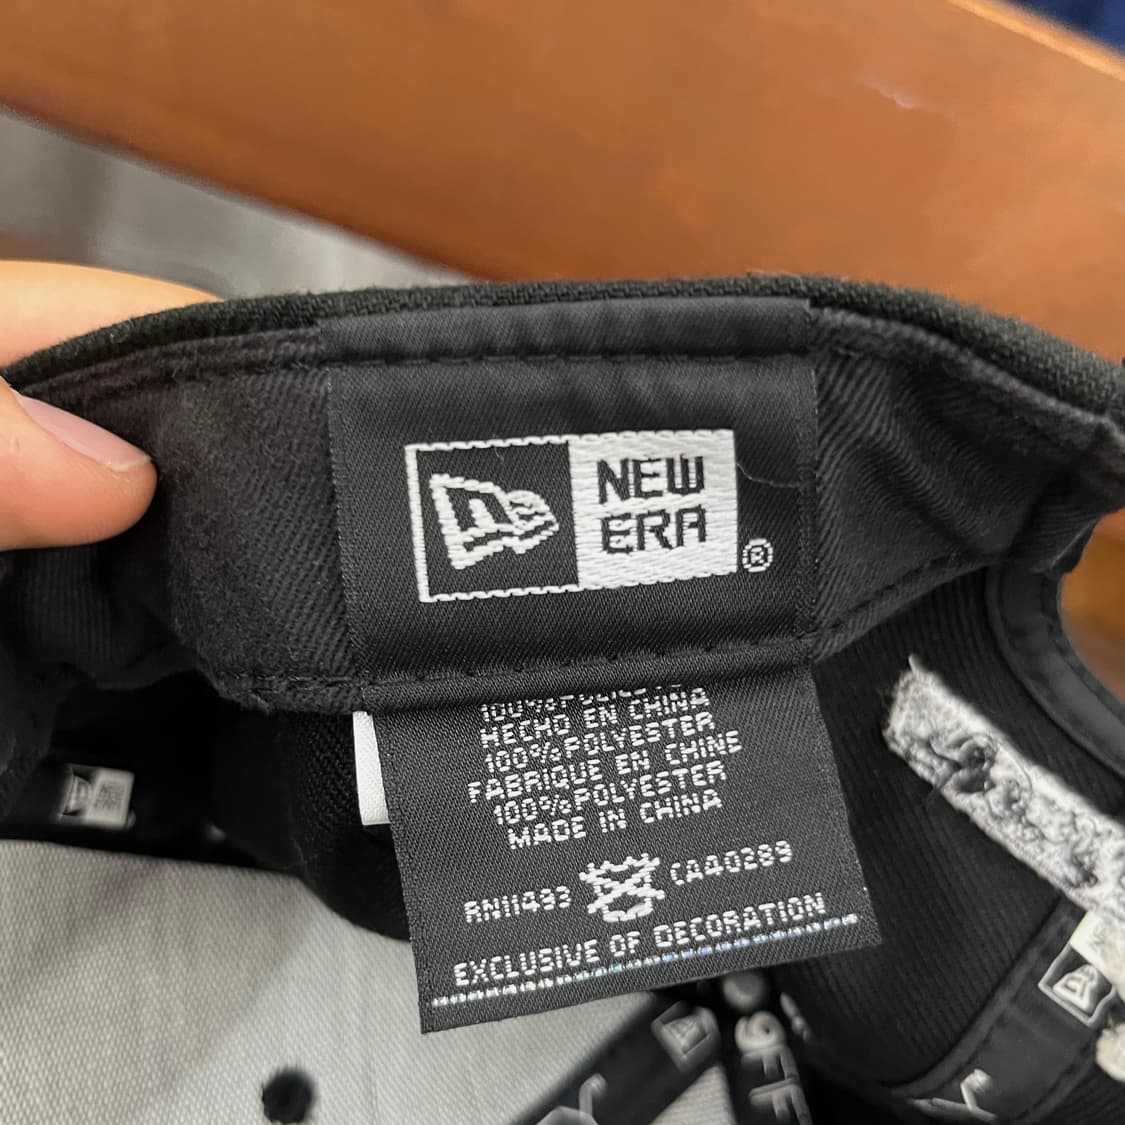 NEW
ERA
®
HECHO EN CHINA
100% POLYESTER
FABRIQUE EN CHINE
100% POLYESTER
MADE IN CHINA
RN11493 CA40289
EXCLUSIVE OF DECORATION
9FIF